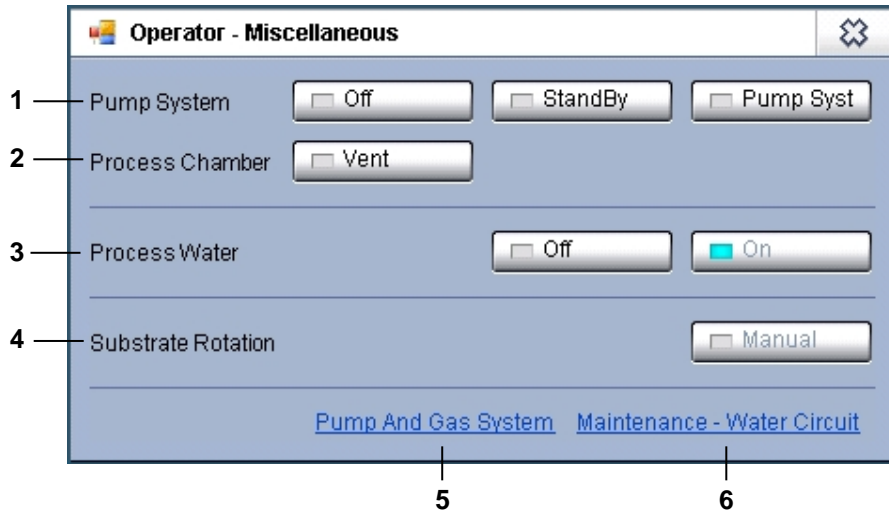 Operator - Miscellaneous
1 Pump System Off StandBy Pump Syst
2 Process Chamber Vent
3 Process Water Off On
4 Substrate Rotation Manual
Pump And Gas System Maintenance - Water Circuit
5 6